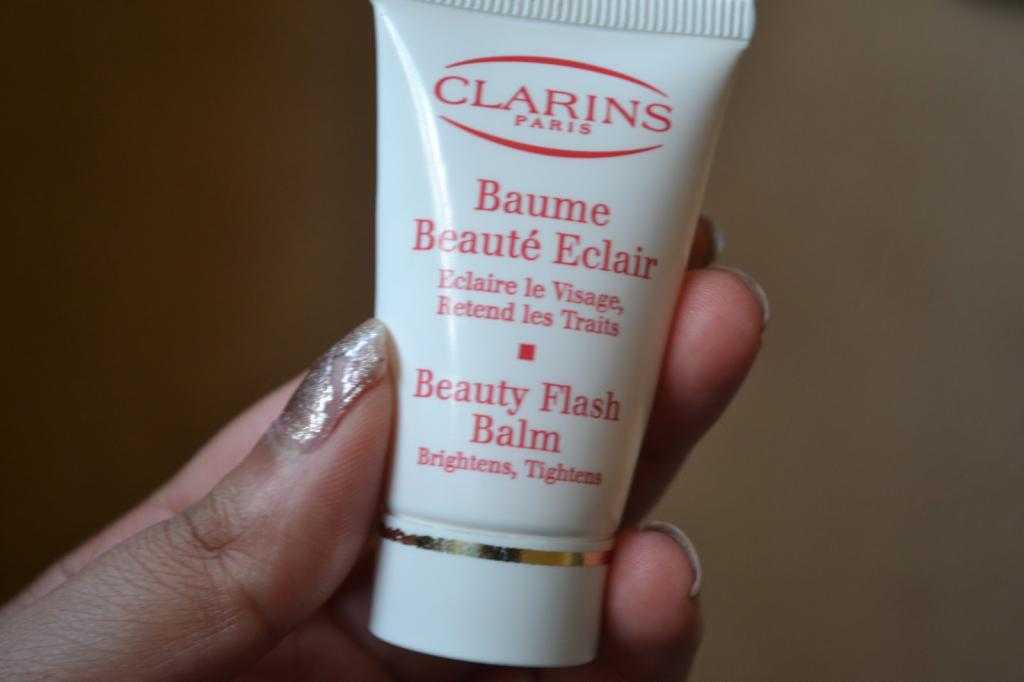 CLARINS
PARIS
Baume
Beauté Eclair
Eclaire le Visage,
Retend les Traits
Beauty Flash
Balm
Brightens, Tightens